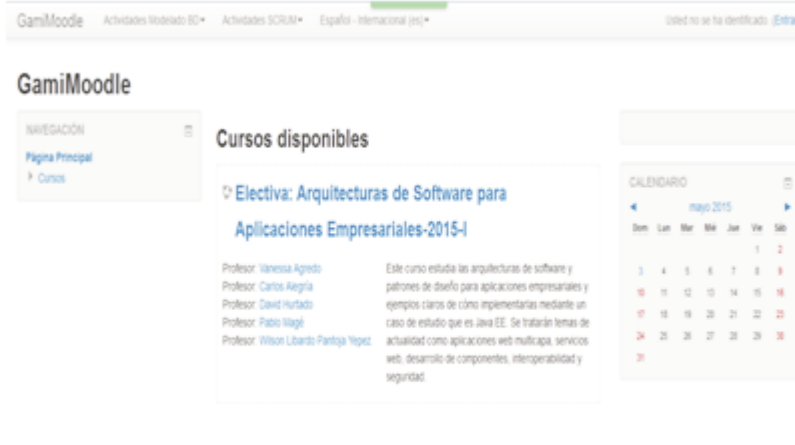 GamiMoodle Actividades Modelado BD Actividades SCRUM Español - Internacional (es) Usted no se ha identificado. (Entra
GamiMoodle
NAVEGACIÓN
Página Principal
Cursos
Cursos disponibles
Electiva: Arquitecturas de Software para
Aplicaciones Empresariales-2015-I
Profesor: Vanessa Agredo
Profesor: Carlos Alegría
Profesor: David Hurtado
Profesor: Pablo Magé
Profesor: Wilson Libardo Pantoja Yepez
Este curso estudia las arquitecturas de software y
patrones de diseño para aplicaciones empresariales y
ejemplos claros de cómo implementarlas mediante un
caso de estudio que es Java EE. Se tratarán temas de
actualidad como aplicaciones web multicapa, servicios
web, desarrollo de componentes, interoperabilidad y
seguridad.
CALENDARIO
mayo 2015
Dom Lun Mar Mié Jue Vie Sáb
1 2
3 4 5 6 7 8 9
10 11 12 13 14 15 16
17 18 19 20 21 22 23
24 25 26 27 28 29 30
31